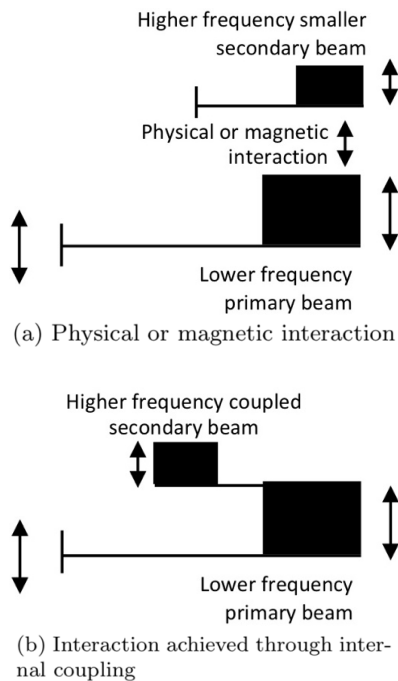 Higher frequency smaller
secondary beam
Physical or magnetic
interaction
Lower frequency
primary beam
(a) Physical or magnetic interaction
Higher frequency coupled
secondary beam
Lower frequency
primary beam
(b) Interaction achieved through inter-
nal coupling